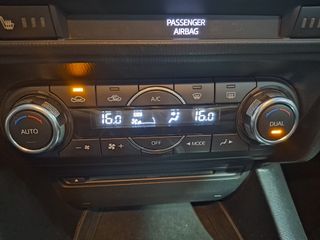 PASSENGER
AIRBAG
A/C
16.0
16.0
AUTO
DUAL
-
+
OFF
◄ MODE